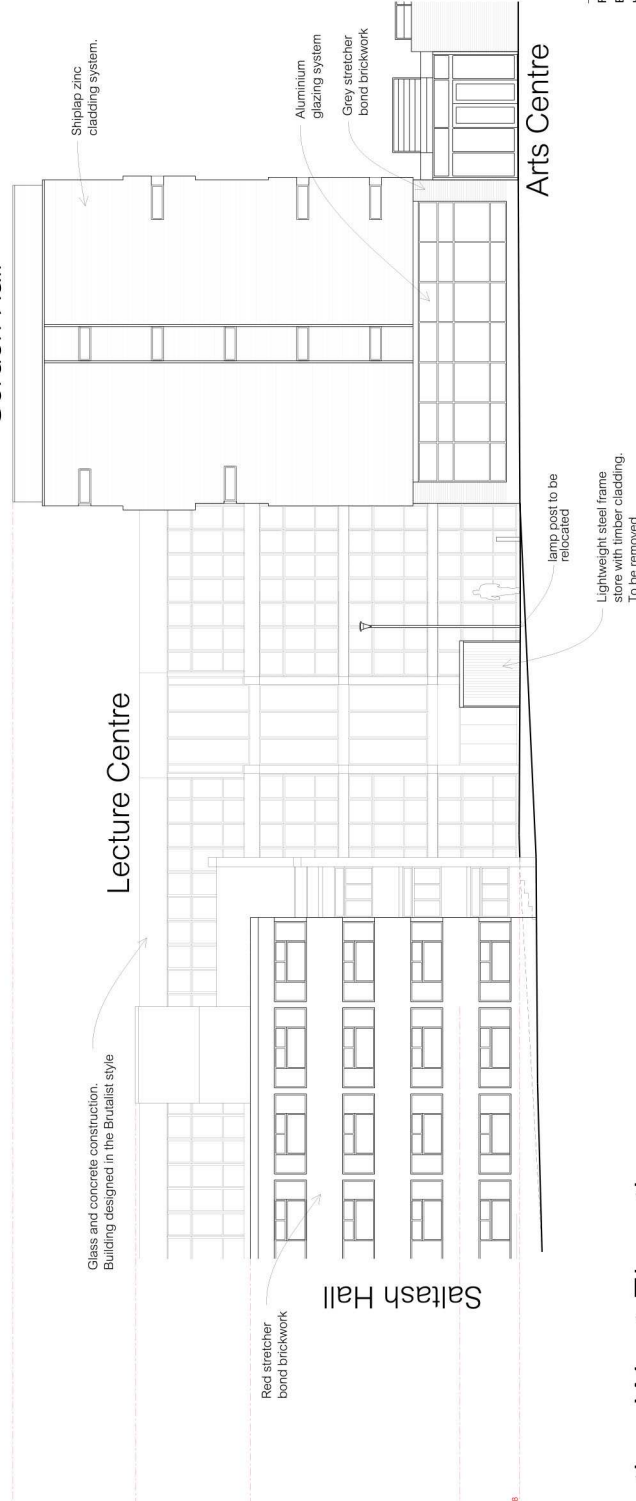 Shiplap zinc
cladding system.
Lecture Centre
Glass and concrete construction.
Building designed in the Brutalist style
Aluminium
glazing system
Grey stretcher
bond brickwork
Red stretcher
bond brickwork
Saltash Hall
Arts Centre
lamp post to be
relocated
Lightweight steel frame
store with timber cladding.
To be removed
8